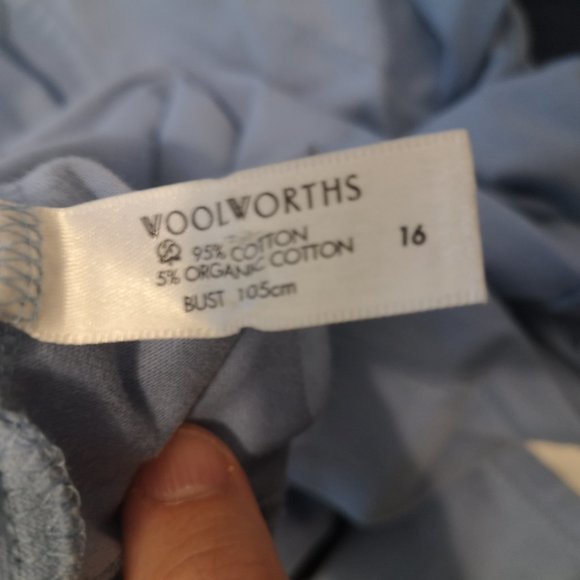 WOOLWORTHS
95% COTTON
5% ORGANIC COTTON
16
BUST 105cm